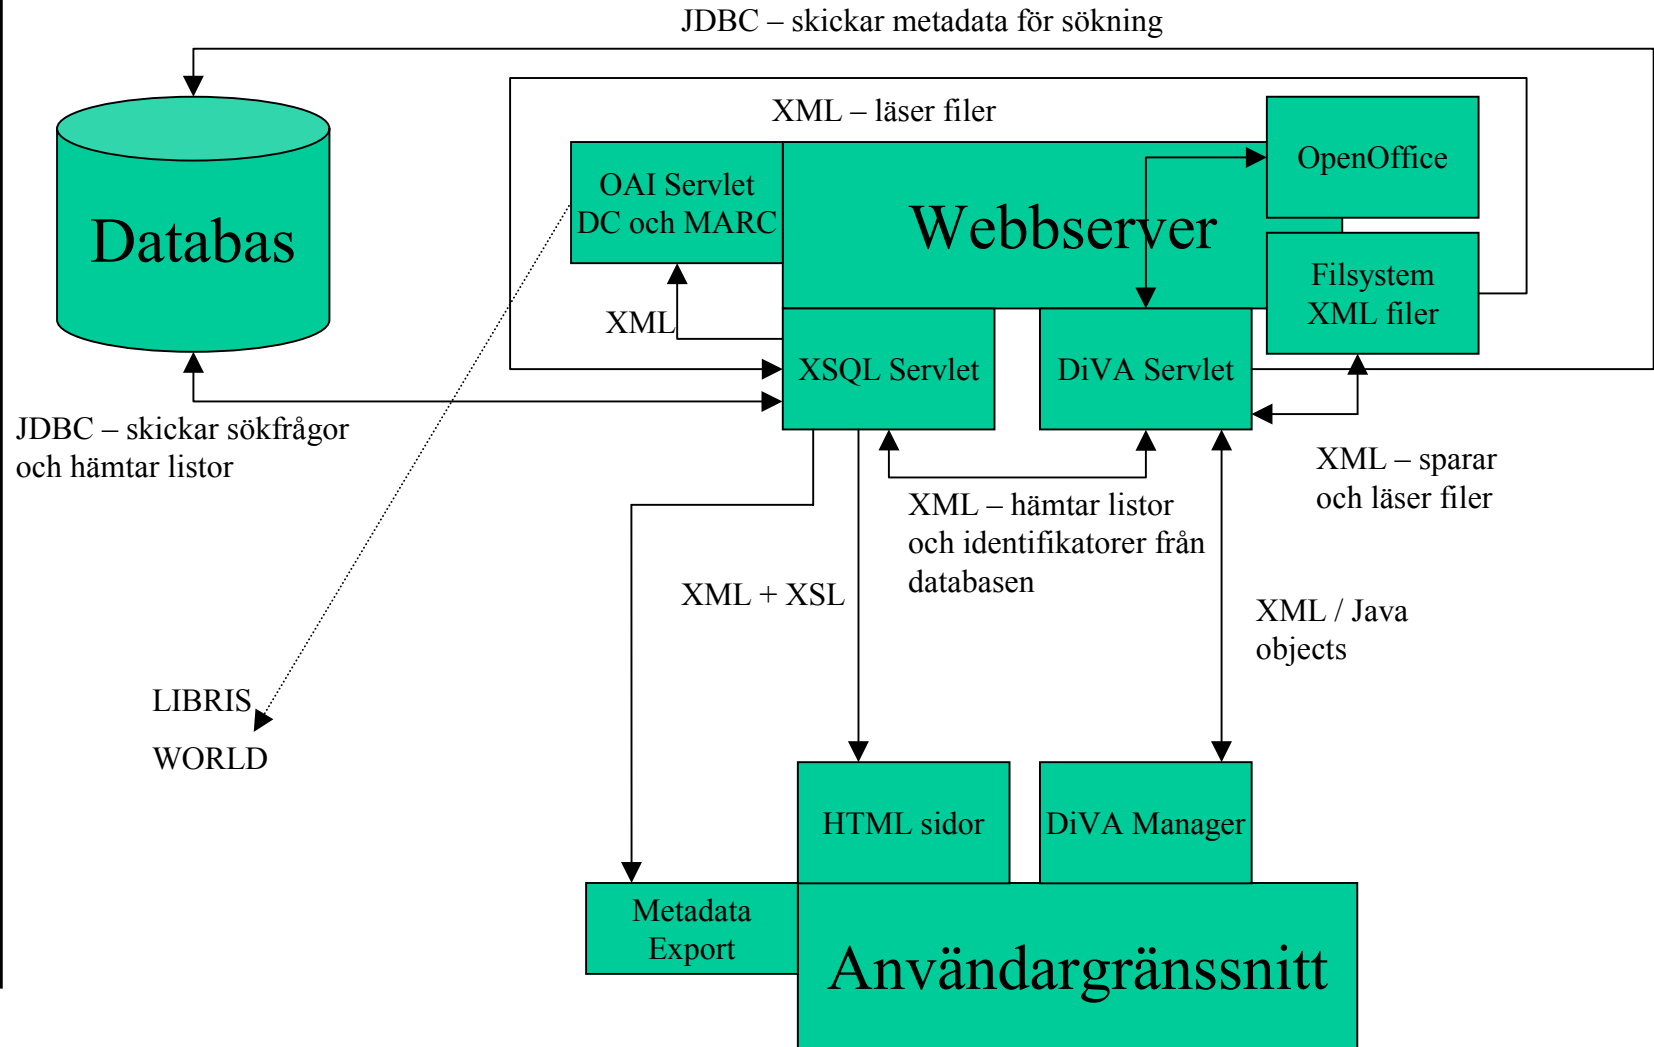 JDBC – skickar metadata för sökning
XML – läser filer
OpenOffice
OAI Servlet
DC och MARC
Webbserver
Databas
Filsystem
XML filer
XML
XSQL Servlet
DiVA Servlet
JDBC – skickar sökfrågor
och hämtar listor
XML – sparar
och läser filer
XML – hämtar listor
och identifikatorer från
databasen
XML + XSL
XML / Java
objects
LIBRIS
WORLD
HTML sidor
DiVA Manager
Metadata
Export
Användargränssnitt